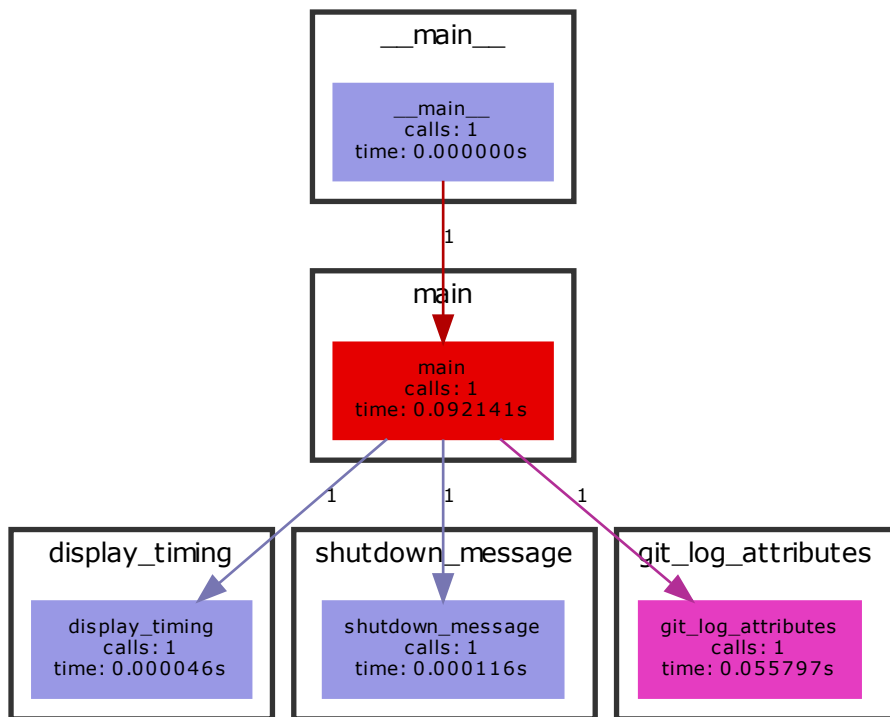 __main__
__main__
calls: 1
time: 0.000000s
1
main
main
calls: 1
time: 0.092141s
1
1
1
display_timing
shutdown_message
git_log_attributes
display_timing
calls: 1
time: 0.000046s
shutdown_message
calls: 1
time: 0.000116s
git_log_attributes
calls: 1
time: 0.055797s